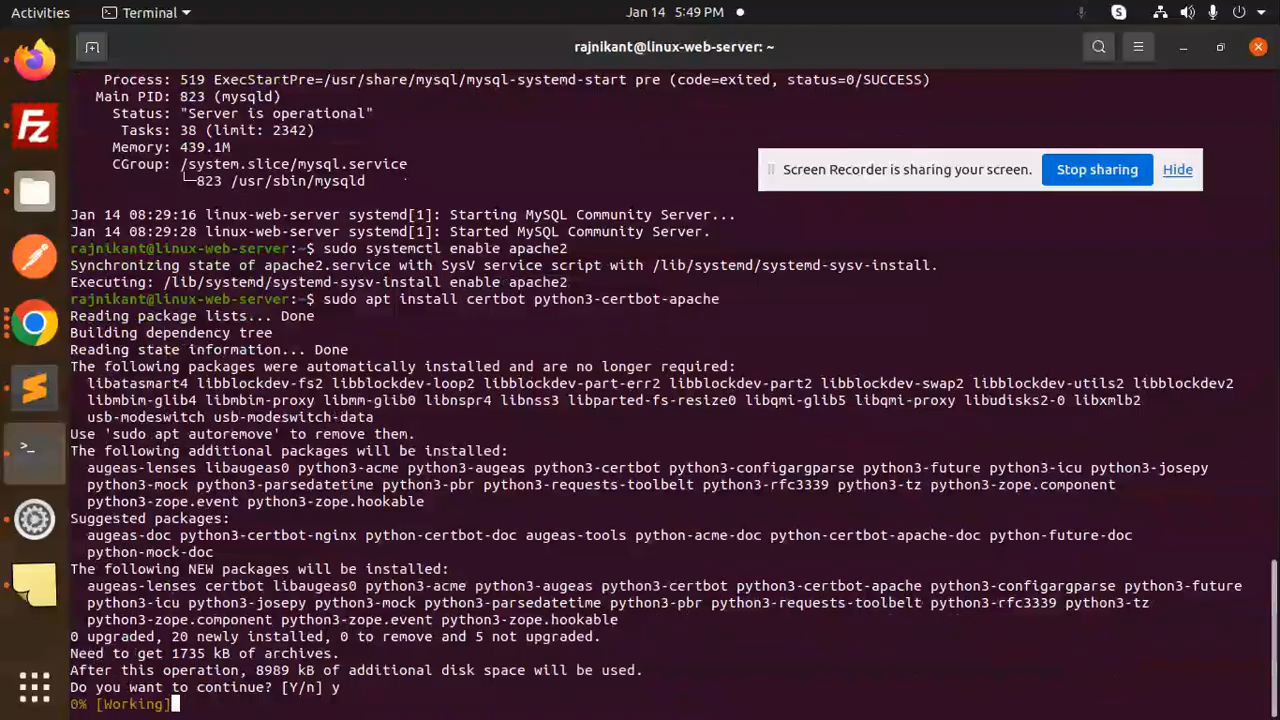 Activities Terminal Jan 14 5:49 PM
rajnikant@linux-web-server: ~
Process: 519 ExecStartPre=/usr/share/mysql/mysql-systemd-start pre (code=exited, status=0/SUCCESS)
Main PID: 823 (mysqld)
Status: "Server is operational"
Tasks: 38 (limit: 2342)
Memory: 439.1M
CGroup: /system.slice/mysql.service
└─823 /usr/sbin/mysqld
Screen Recorder is sharing your screen. Stop sharing Hide
Jan 14 08:29:16 linux-web-server systemd[1]: Starting MySQL Community Server...
Jan 14 08:29:28 linux-web-server systemd[1]: Started MySQL Community Server.
rajnikant@linux-web-server:~$ sudo systemctl enable apache2
Synchronizing state of apache2.service with SysV service script with /lib/systemd/systemd-sysv-install.
Executing: /lib/systemd/systemd-sysv-install enable apache2
rajnikant@linux-web-server:~$ sudo apt install certbot python3-certbot-apache
Reading package lists... Done
Building dependency tree
Reading state information... Done
The following packages were automatically installed and are no longer required:
libatasmart4 libblockdev-fs2 libblockdev-loop2 libblockdev-part-err2 libblockdev-part2 libblockdev-swap2 libblockdev-utils2 libblockdev2
libmbim-glib4 libmbim-proxy libmm-glib0 libnspr4 libnss3 libparted-fs-resize0 libqmi-glib5 libqmi-proxy libudisks2-0 libxmlb2
usb-modeswitch usb-modeswitch-data
Use 'sudo apt autoremove' to remove them.
The following additional packages will be installed:
augeas-lenses libaugeas0 python3-acme python3-augeas python3-certbot python3-configargparse python3-future python3-icu python3-josepy
python3-mock python3-parsedatetime python3-pbr python3-requests-toolbelt python3-rfc3339 python3-tz python3-zope.component
python3-zope.event python3-zope.hookable
Suggested packages:
augeas-doc python3-certbot-nginx python-certbot-doc augeas-tools python-acme-doc python-certbot-apache-doc python-future-doc
python-mock-doc
The following NEW packages will be installed:
augeas-lenses certbot libaugeas0 python3-acme python3-augeas python3-certbot python3-certbot-apache python3-configargparse python3-future
python3-icu python3-josepy python3-mock python3-parsedatetime python3-pbr python3-requests-toolbelt python3-rfc3339 python3-tz
python3-zope.component python3-zope.event python3-zope.hookable
0 upgraded, 20 newly installed, 0 to remove and 5 not upgraded.
Need to get 1735 kB of archives.
After this operation, 8989 kB of additional disk space will be used.
Do you want to continue? [Y/n] y
0% [Working]